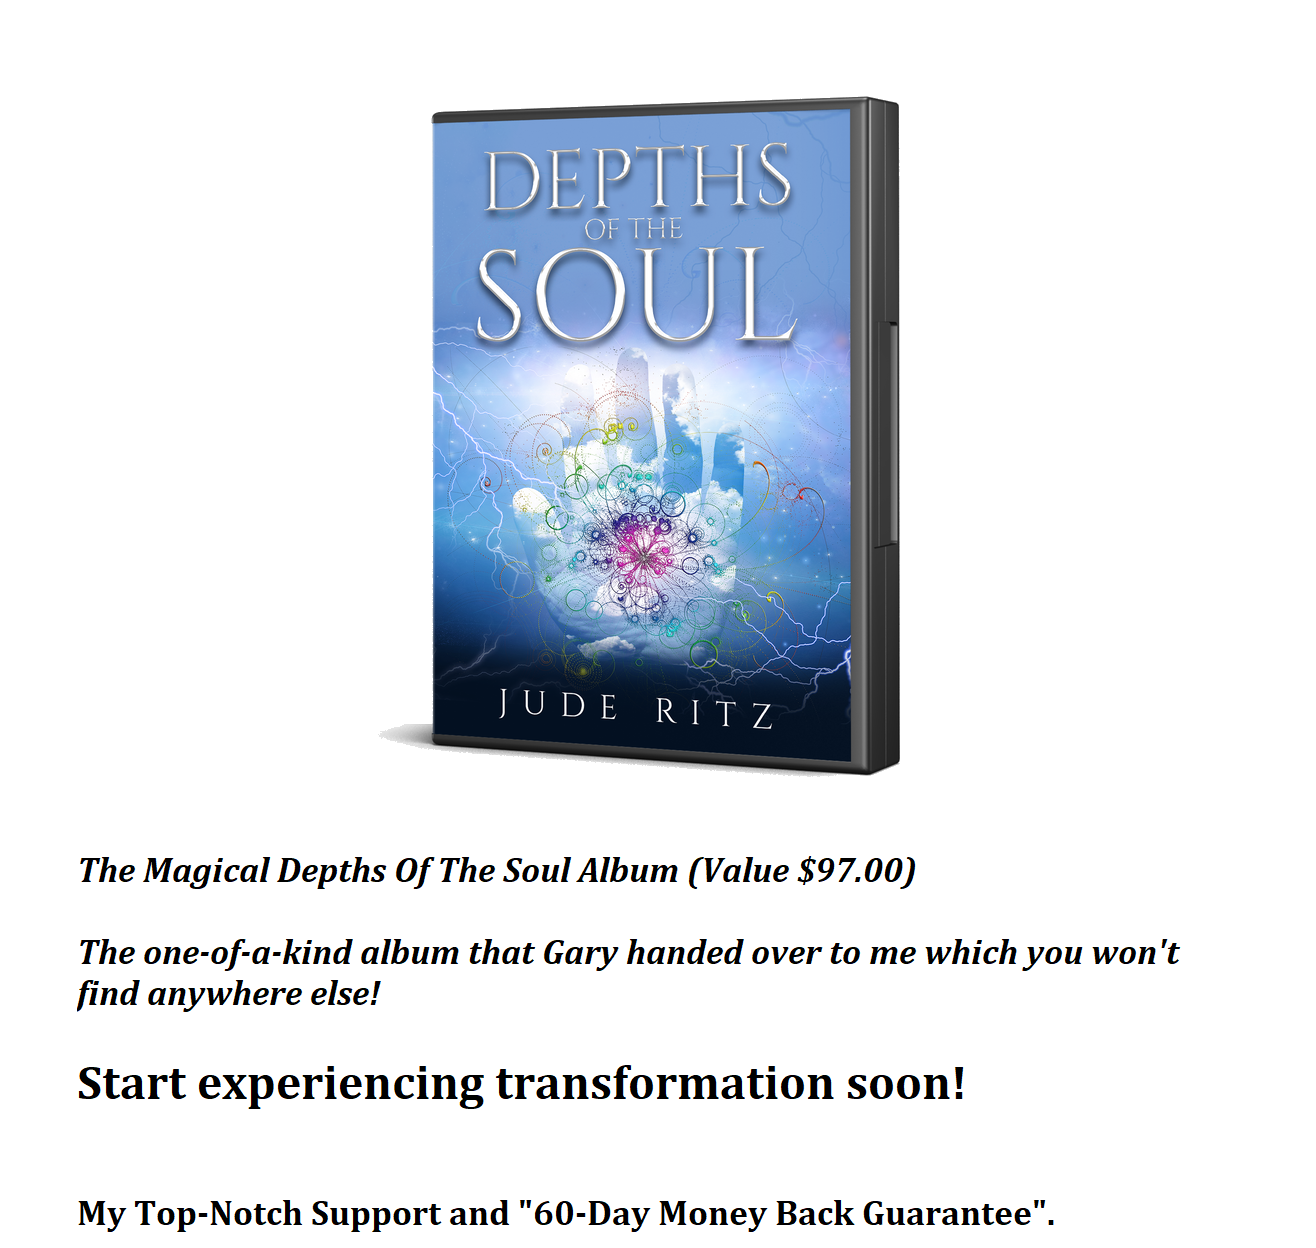 DEPTHS
OF THE
SOUL
JUDE RITZ
The Magical Depths Of The Soul Album (Value $97.00)
The one-of-a-kind album that Gary handed over to me which you won't
find anywhere else!
Start experiencing transformation soon!
My Top-Notch Support and "60-Day Money Back Guarantee".